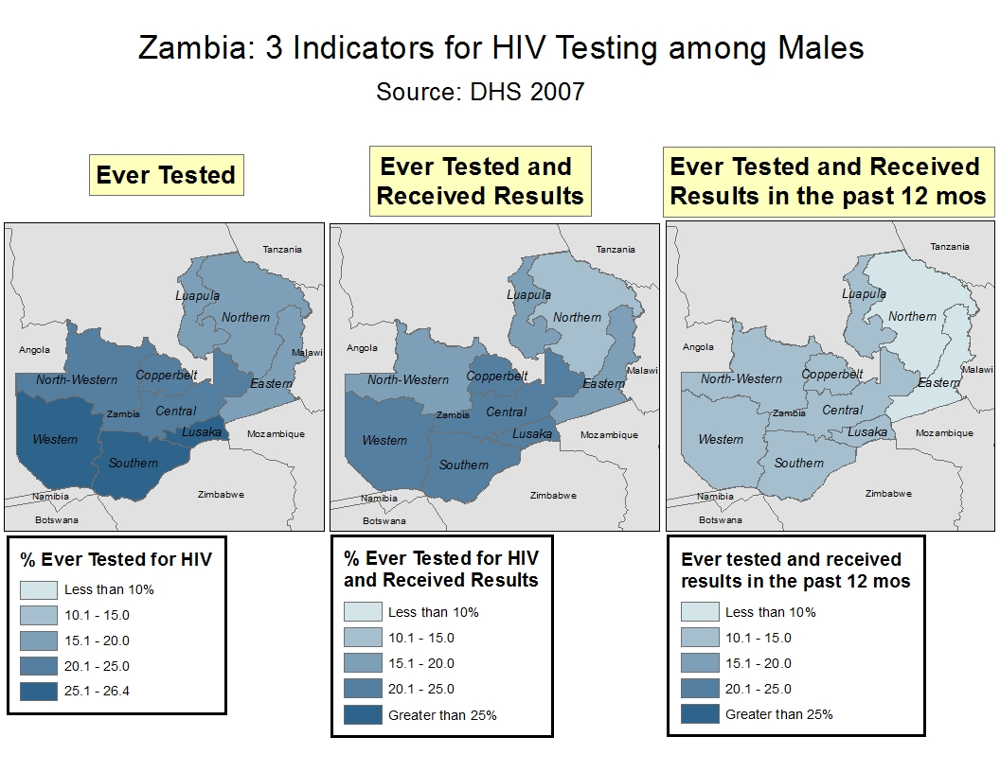 Zambia: 3 Indicators for HIV Testing among Males
Source: DHS 2007
Ever Tested
Tanzania
Luapula
Northern
Angola
Malawi
North-Western
Copperbelt
Eastern
Zambia
Central
Lusaka
Western
Mozambique
Southern
Namibia
Zimbabwe
Botswana
% Ever Tested for HIV
Less than 10%
10.1 - 15.0
15.1 - 20.0
20.1 - 25.0
25.1 - 26.4
Ever Tested and
Received Results
Tanzania
Luapula
Northern
Angola
Malawi
North-Western
Copperbelt
Eastern
Zambia
Central
Lusaka
Western
Mozambique
Southern
Namibia
Zimbabwe
Botswana
% Ever Tested for HIV
and Received Results
Less than 10%
10.1 - 15.0
15.1 - 20.0
20.1 - 25.0
Greater than 25%
Ever Tested and Received
Results in the past 12 mos
Tanzania
Luapula
Northern
Angola
Malawi
North-Western
Copperbelt
Eastern
Zambia
Central
Lusaka
Western
Mozambique
Southern
Namibia
Zimbabwe
Botswana
Ever tested and received
results in the past 12 mos
Less than 10%
10.1 - 15.0
15.1 - 20.0
20.1 - 25.0
Greater than 25%